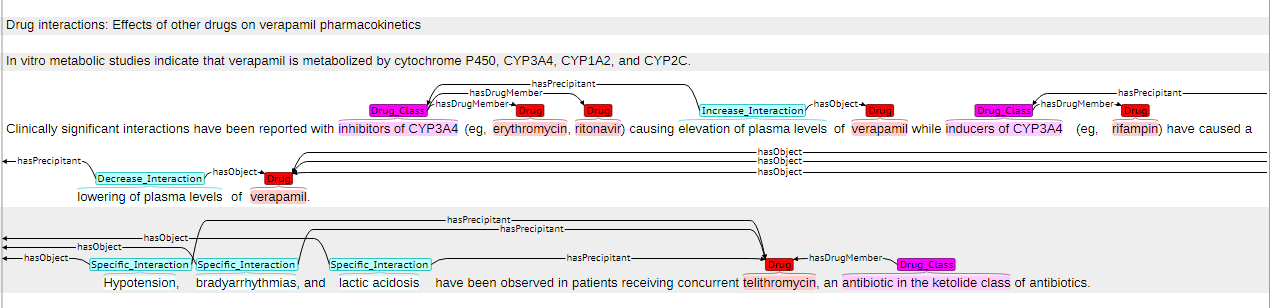 Drug interactions: Effects of other drugs on verapamil pharmacokinetics
In vitro metabolic studies indicate that verapamil is metabolized by cytochrome P450, CYP3A4, CYP1A2, and CYP2C.
hasPrecipitant
hasDrugMember hasPrecipitant
Drug_Class hasDrugMember Drug Drug Increase_Interaction hasObject Drug Drug_Class hasDrugMember Drug
Clinically significant interactions have been reported with inhibitors of CYP3A4 (eg, erythromycin, ritonavir) causing elevation of plasma levels of verapamil while inducers of CYP3A4 (eg, rifampin) have caused a
hasObject
hasPrecipitant hasObject
hasObject hasObject
Decrease_Interaction Drug
lowering of plasma levels of verapamil.
hasPrecipitant
hasPrecipitant
hasObject
hasObject
hasObject hasPrecipitant hasDrugMember
Specific_Interaction Specific_Interaction Specific_Interaction Drug Drug_Class
Hypotension, bradyarrhythmias, and lactic acidosis have been observed in patients receiving concurrent telithromycin, an antibiotic in the ketolide class of antibiotics.